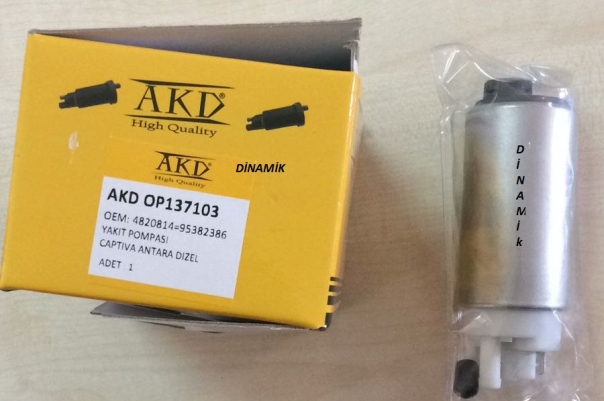 AKD®
High Quality
AKD DİNAMİK
High Quality
AKD OP137103
OEM: 4820814=95382386
YAKIT POMPASI
CAPTIVA ANTARA DIZEL
ADET 1
DİNAMİk